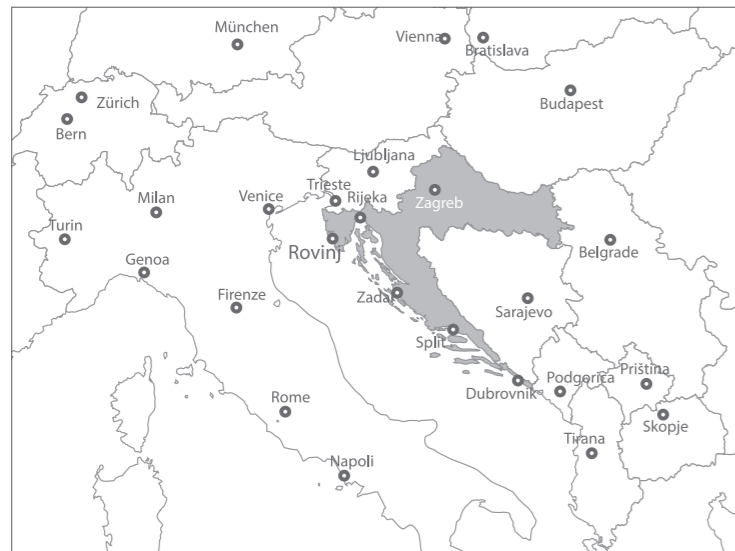 München
Vienna
Bratislava
Zürich
Budapest
Bern
Ljubljana
Trieste
Rijeka
Zagreb
Milan
Venice
Turin
Rovinj
Belgrade
Genoa
Firenze
Zadar
Sarajevo
Split
Dubrovnik
Podgorica
Priština
Rome
Skopje
Tirana
Napoli